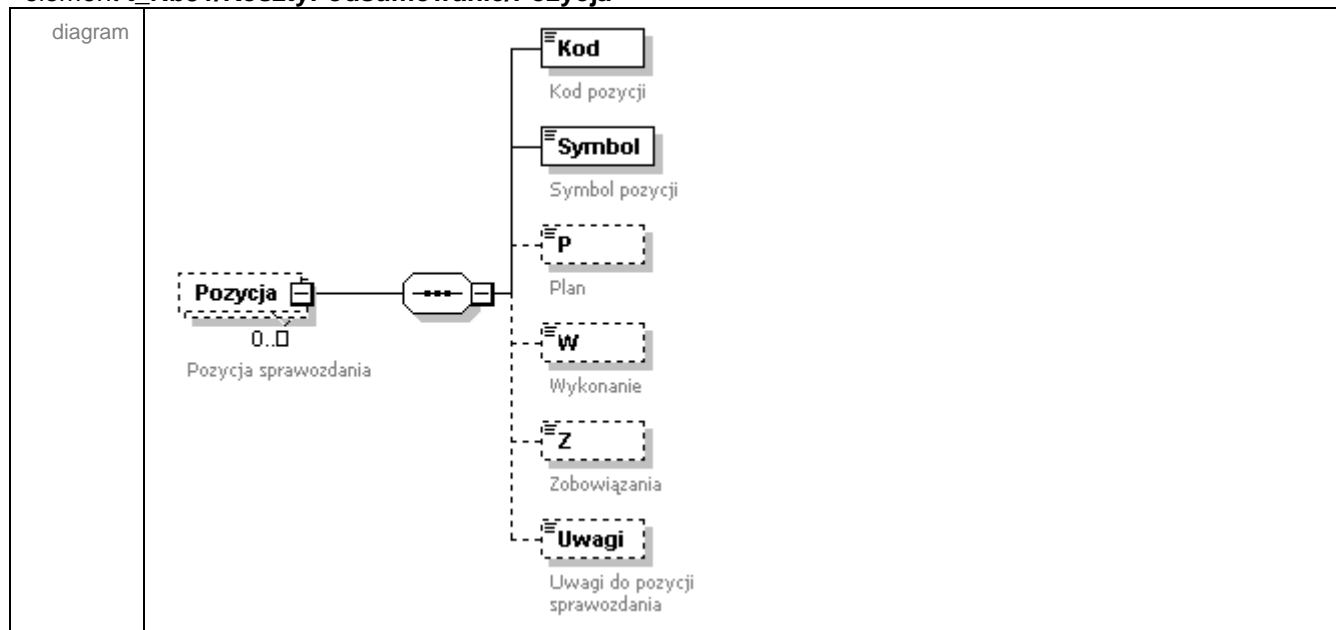 diagram
Kod
Kod pozycji
Symbol
Symbol pozycji
P
Plan
Pozycja
0..
Pozycja sprawozdania
W
Wykonanie
Z
Zobowiązania
Uwagi
Uwagi do pozycji
sprawozdania